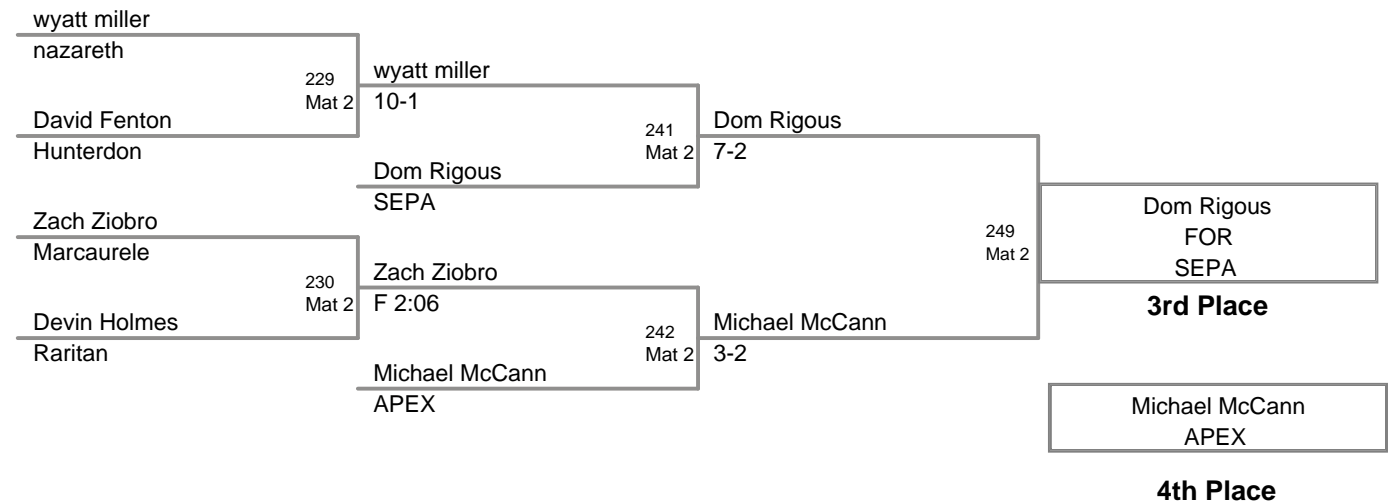 wyatt miller
nazareth
229
Mat 2
David Fenton
Hunterdon
wyatt miller
10-1
241
Mat 2
Dom Rigous
SEPA
Zach Ziobro
Marcaurele
230
Mat 2
Devin Holmes
Raritan
Zach Ziobro
F 2:06
242
Mat 2
Michael McCann
APEX
Dom Rigous
7-2
249
Mat 2
Michael McCann
3-2
Dom Rigous
FOR
SEPA
3rd Place
Michael McCann
APEX
4th Place